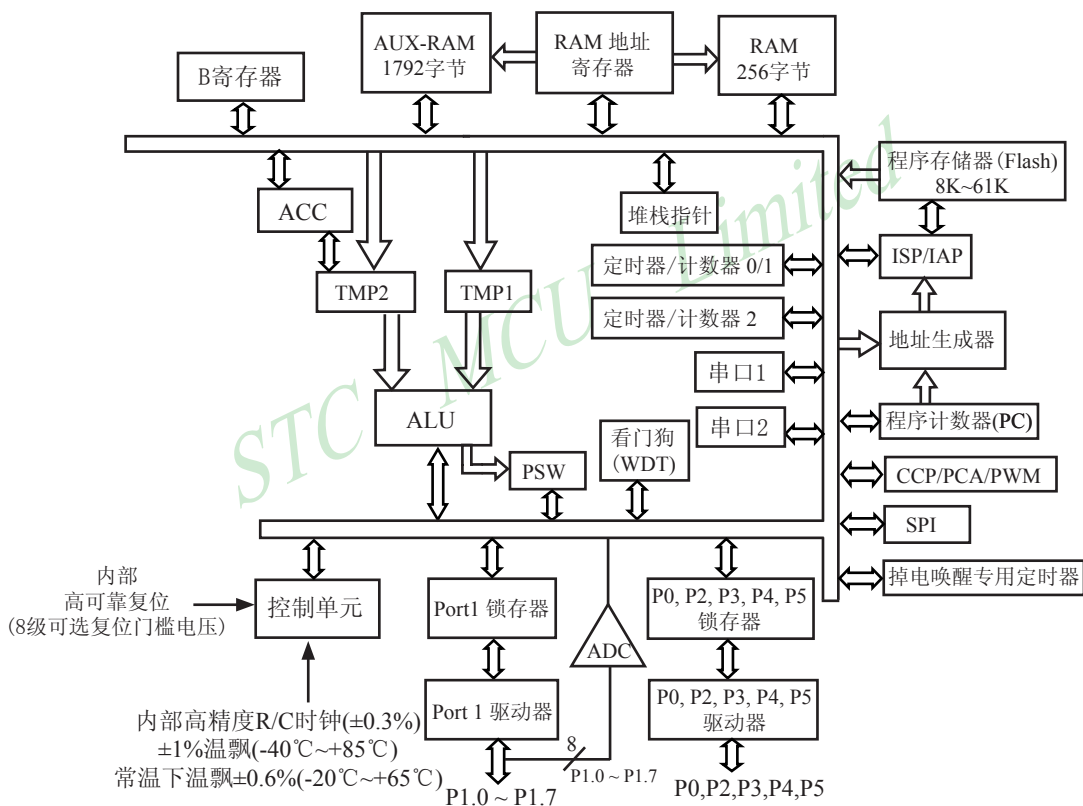 B寄存器
AUX-RAM
1792字节
RAM 地址
寄存器
RAM
256字节
ACC
堆栈指针
程序存储器(Flash)
8K~61K
TMP2
TMP1
定时器/计数器 0/1
ISP/IAP
定时器/计数器 2
地址生成器
串口1
ALU
串口2
程序计数器(PC)
看门狗
(WDT)
PSW
CCP/PCA/PWM
SPI
掉电唤醒专用定时器
内部
高可靠复位
(8级可选复位门槛电压)
控制单元
Port1 锁存器
ADC
P0, P2, P3, P4, P5
锁存器
内部高精度R/C时钟(±0.3%)
±1%温飘(-40℃~+85℃)
常温下温飘±0.6%(-20℃~+65℃)
Port 1 驱动器
P0, P2, P3, P4, P5
驱动器
8
P1.0 ~ P1.7
P1.0 ~ P1.7
P0,P2,P3,P4,P5
STC MCU Limited